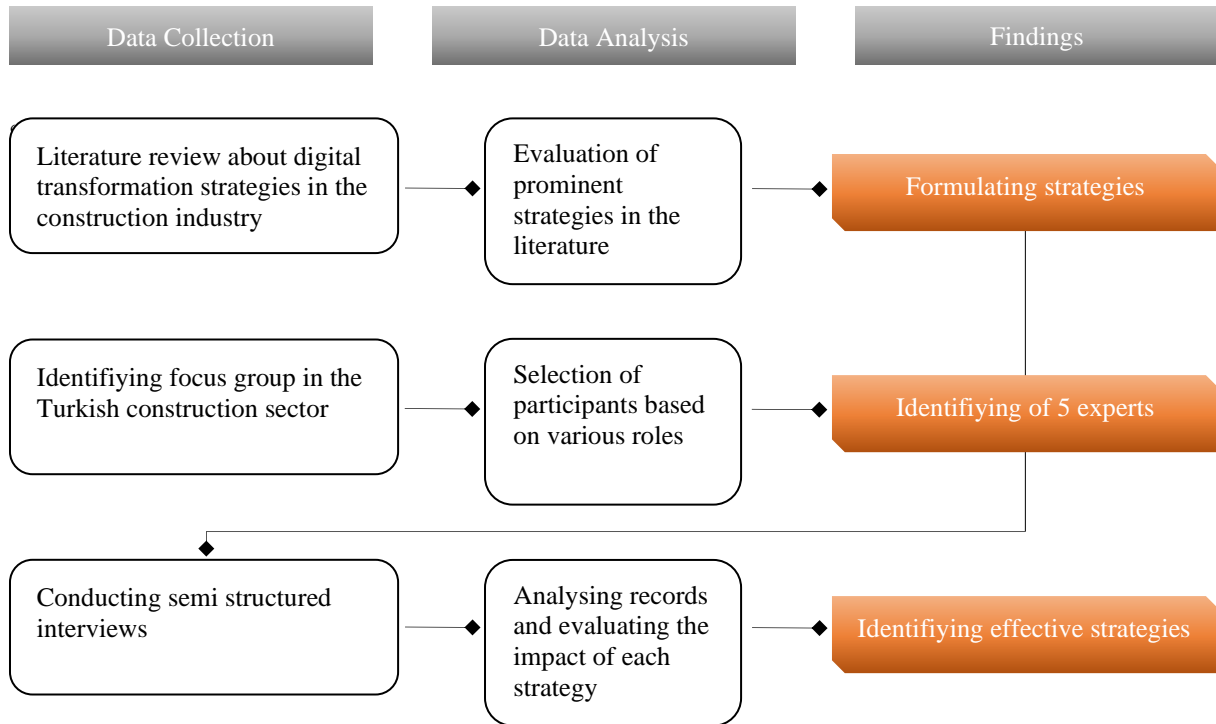 Data Collection
Data Analysis
Findings
Literature review about digital
transformation strategies in the
construction industry
Evaluation of
prominent
strategies in the
literature
Formulating strategies
Identifiying focus group in the
Turkish construction sector
Selection of
participants based
on various roles
Identifiying of 5 experts
Conducting semi structured
interviews
Analysing records
and evaluating the
impact of each
strategy
Identifiying effective strategies